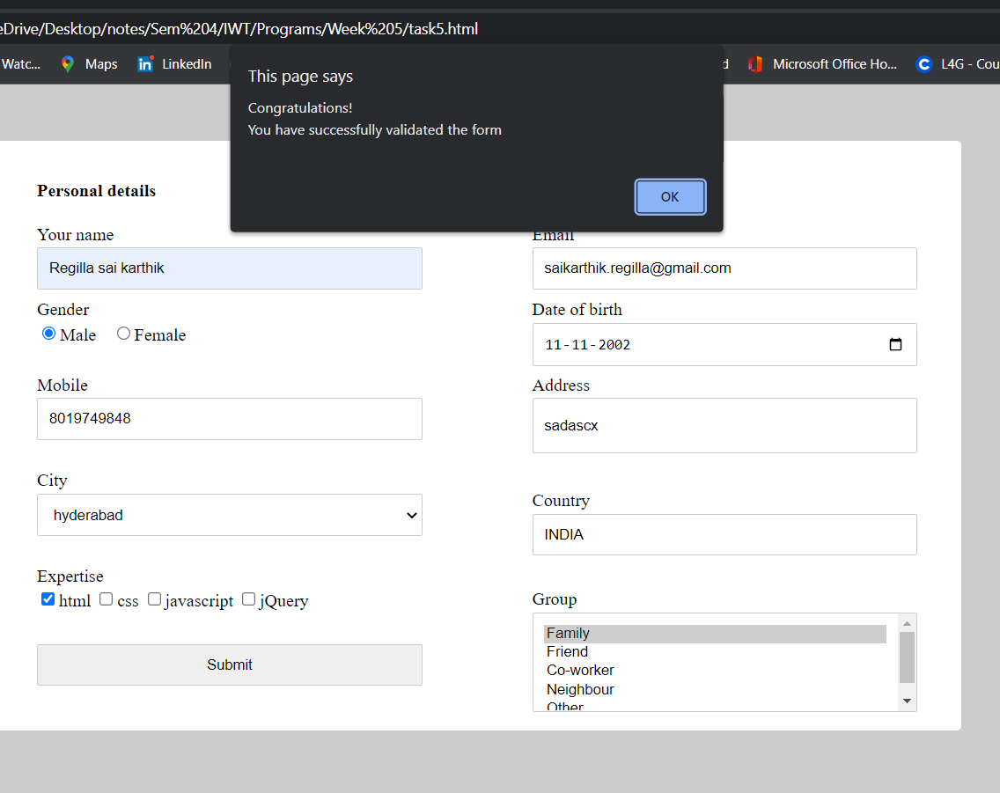 eDrive/Desktop/notes/Sem%204/IWT/Programs/Week%205/task5.html
Watc... Maps LinkedIn d Microsoft Office Ho... L4G - Cou
This page says
Congratulations!
You have successfully validated the form
OK
Personal details
Your name
Regilla sai karthik
Email
saikarthik.regilla@gmail.com
Gender
Male Female
Date of birth
11-11-2002
Mobile
8019749848
Address
sadascx
City
hyderabad
Country
INDIA
Expertise
html css javascript jQuery
Group
Family
Friend
Co-worker
Neighbour
Other
Submit